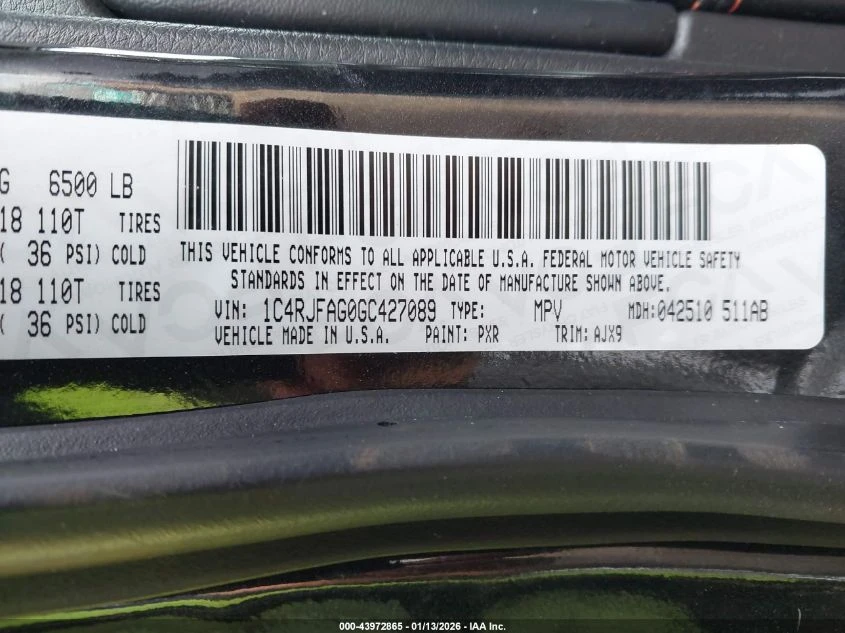 G 6500 LB
18 110T TIRES
( 36 PSI) COLD
18 110T TIRES
( 36 PSI) COLD
THIS VEHICLE CONFORMS TO ALL APPLICABLE U.S.A. FEDERAL MOTOR VEHICLE SAFETY
STANDARDS IN EFFECT ON THE DATE OF MANUFACTURE SHOWN ABOVE.
VIN: 1C4RJFAG0GC427089 TYPE: MPV MDH: 042510 511AB
VEHICLE MADE IN U.S.A. PAINT: PXR TRIM: AJX9
000-43972865 - 01/13/2026 - IAA Inc.